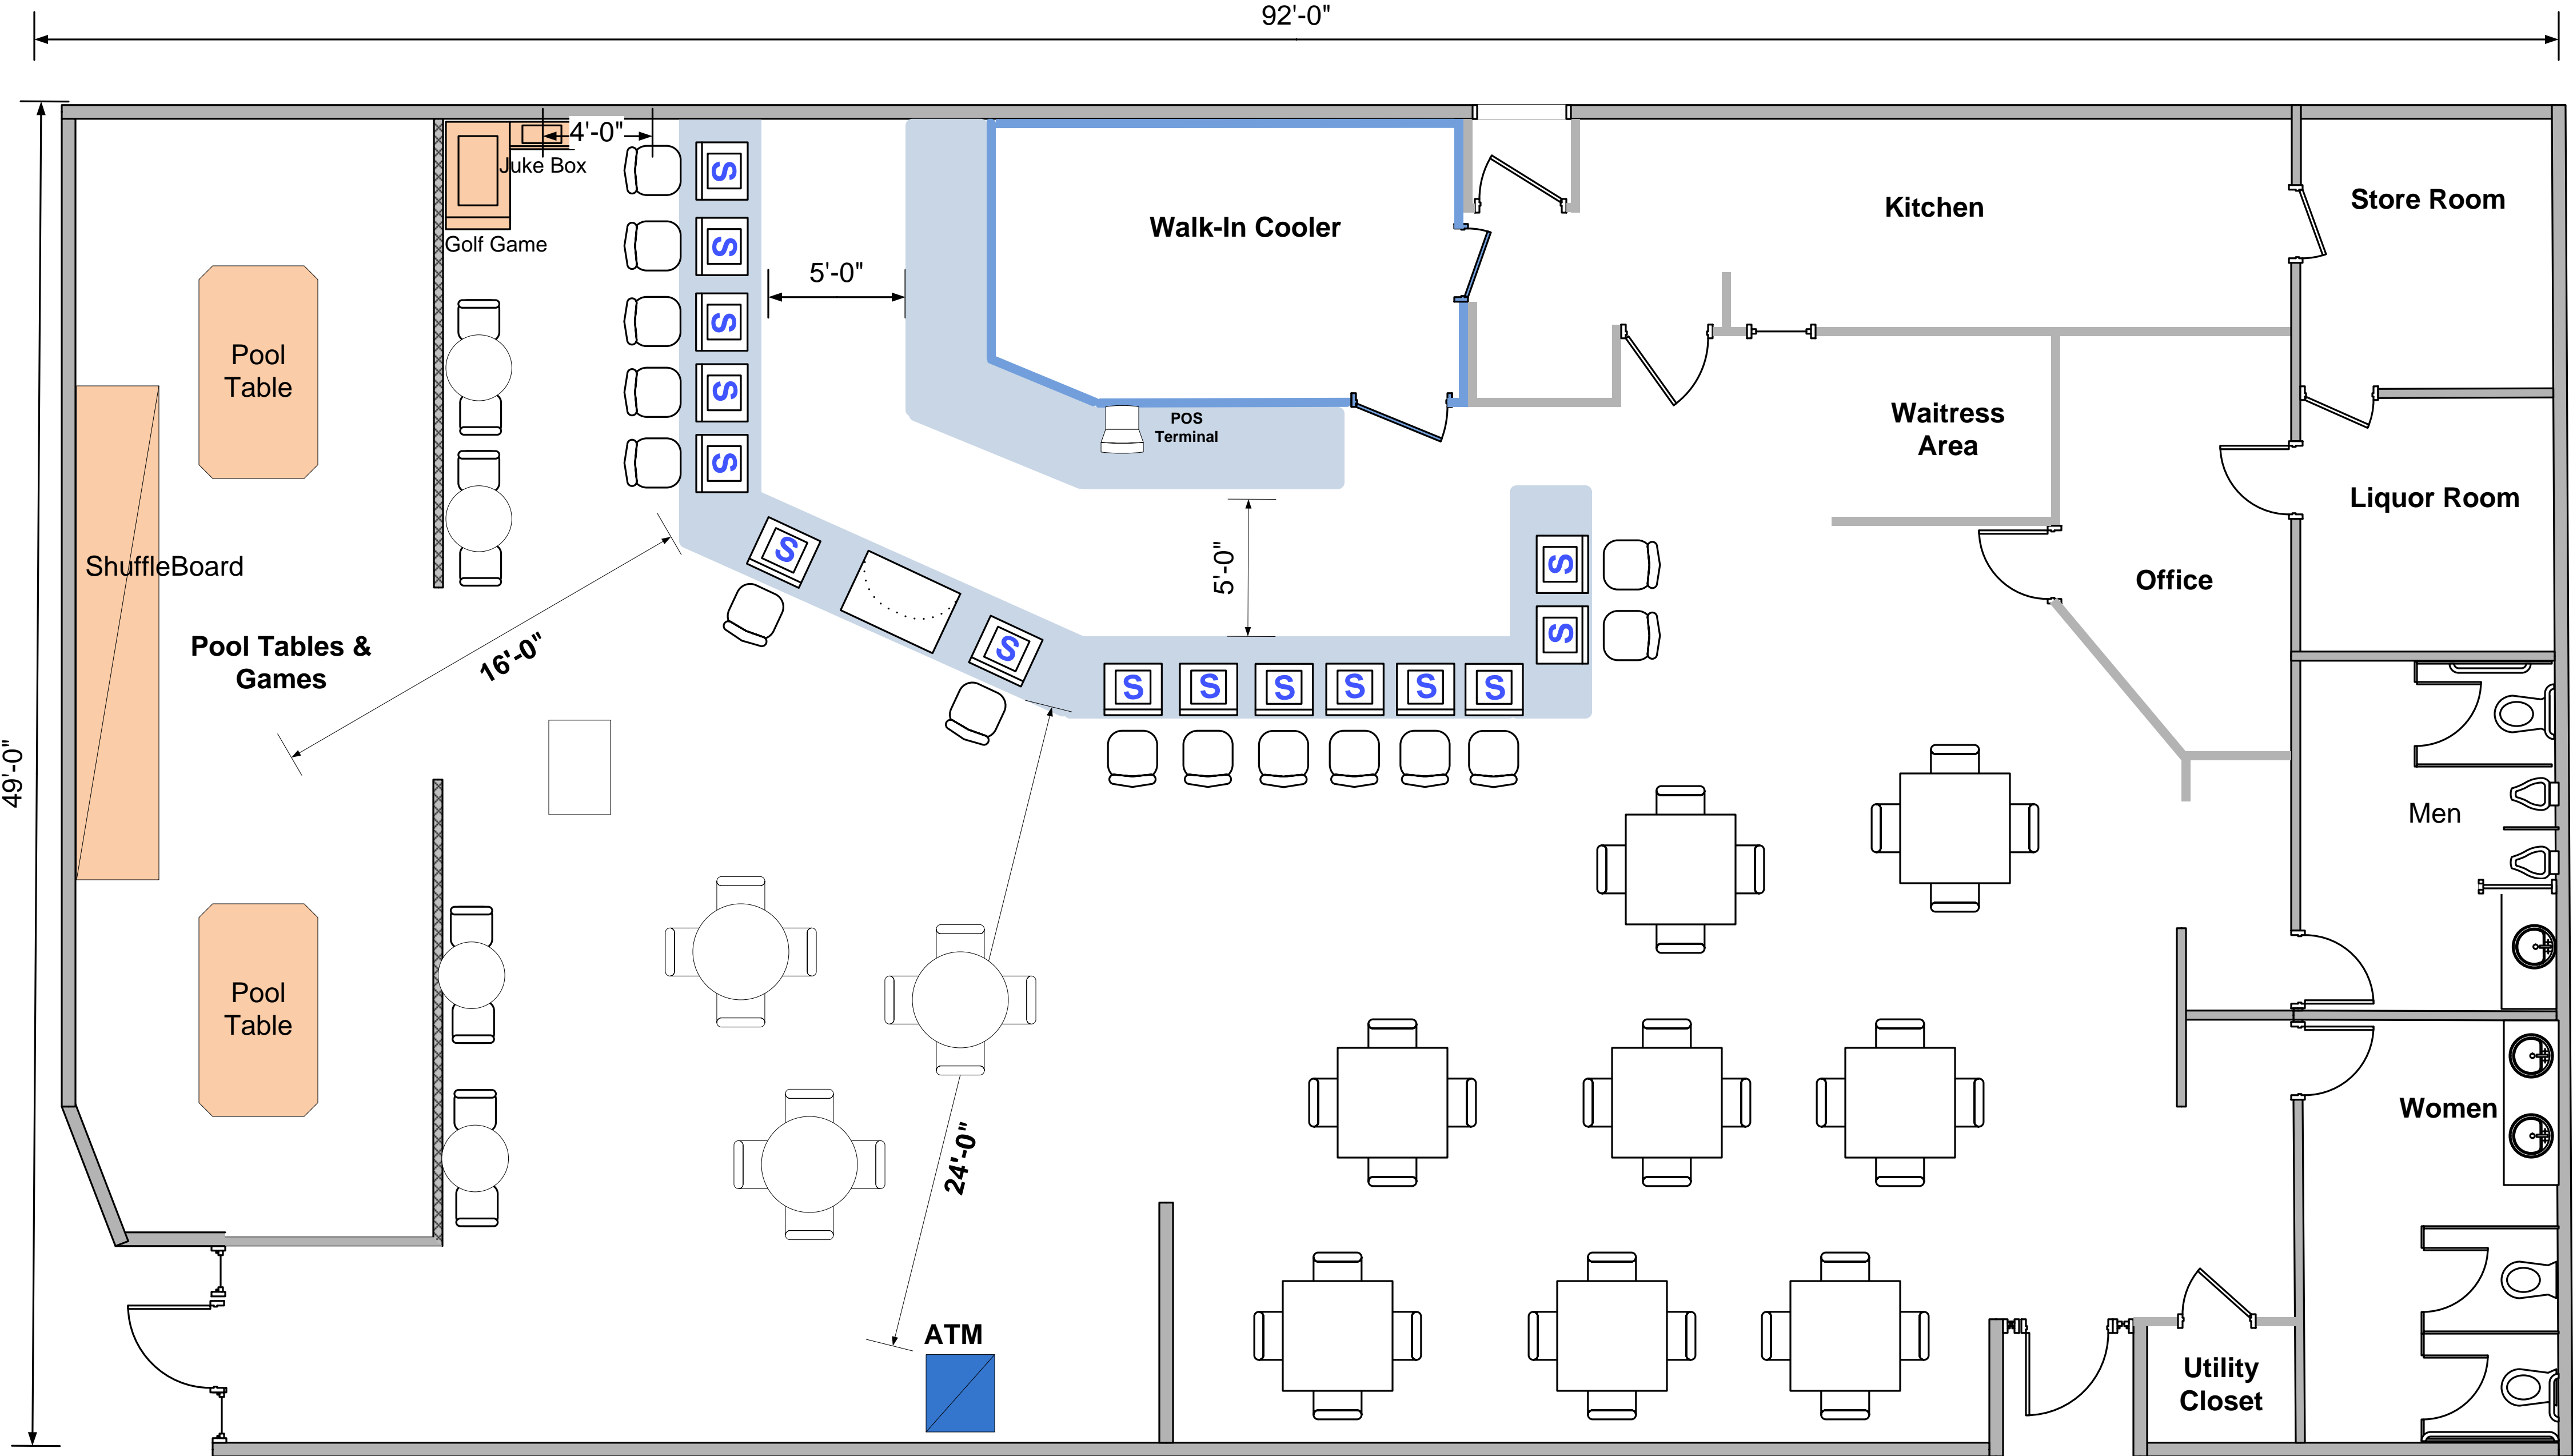 92'-0"
4'-0"
Juke Box
Golf Game
S
S
S
S
S
5'-0"
Walk-In Cooler
Kitchen
Store Room
Pool
Table
POS
Terminal
Waitress
Area
Liquor Room
ShuffleBoard
S
S
5'-0"
S
S
Office
Pool Tables &
Games
16'-0"
S
S
S
S
S
S
49'-0"
Men
Pool
Table
24'-0"
Women
ATM
Utility
Closet